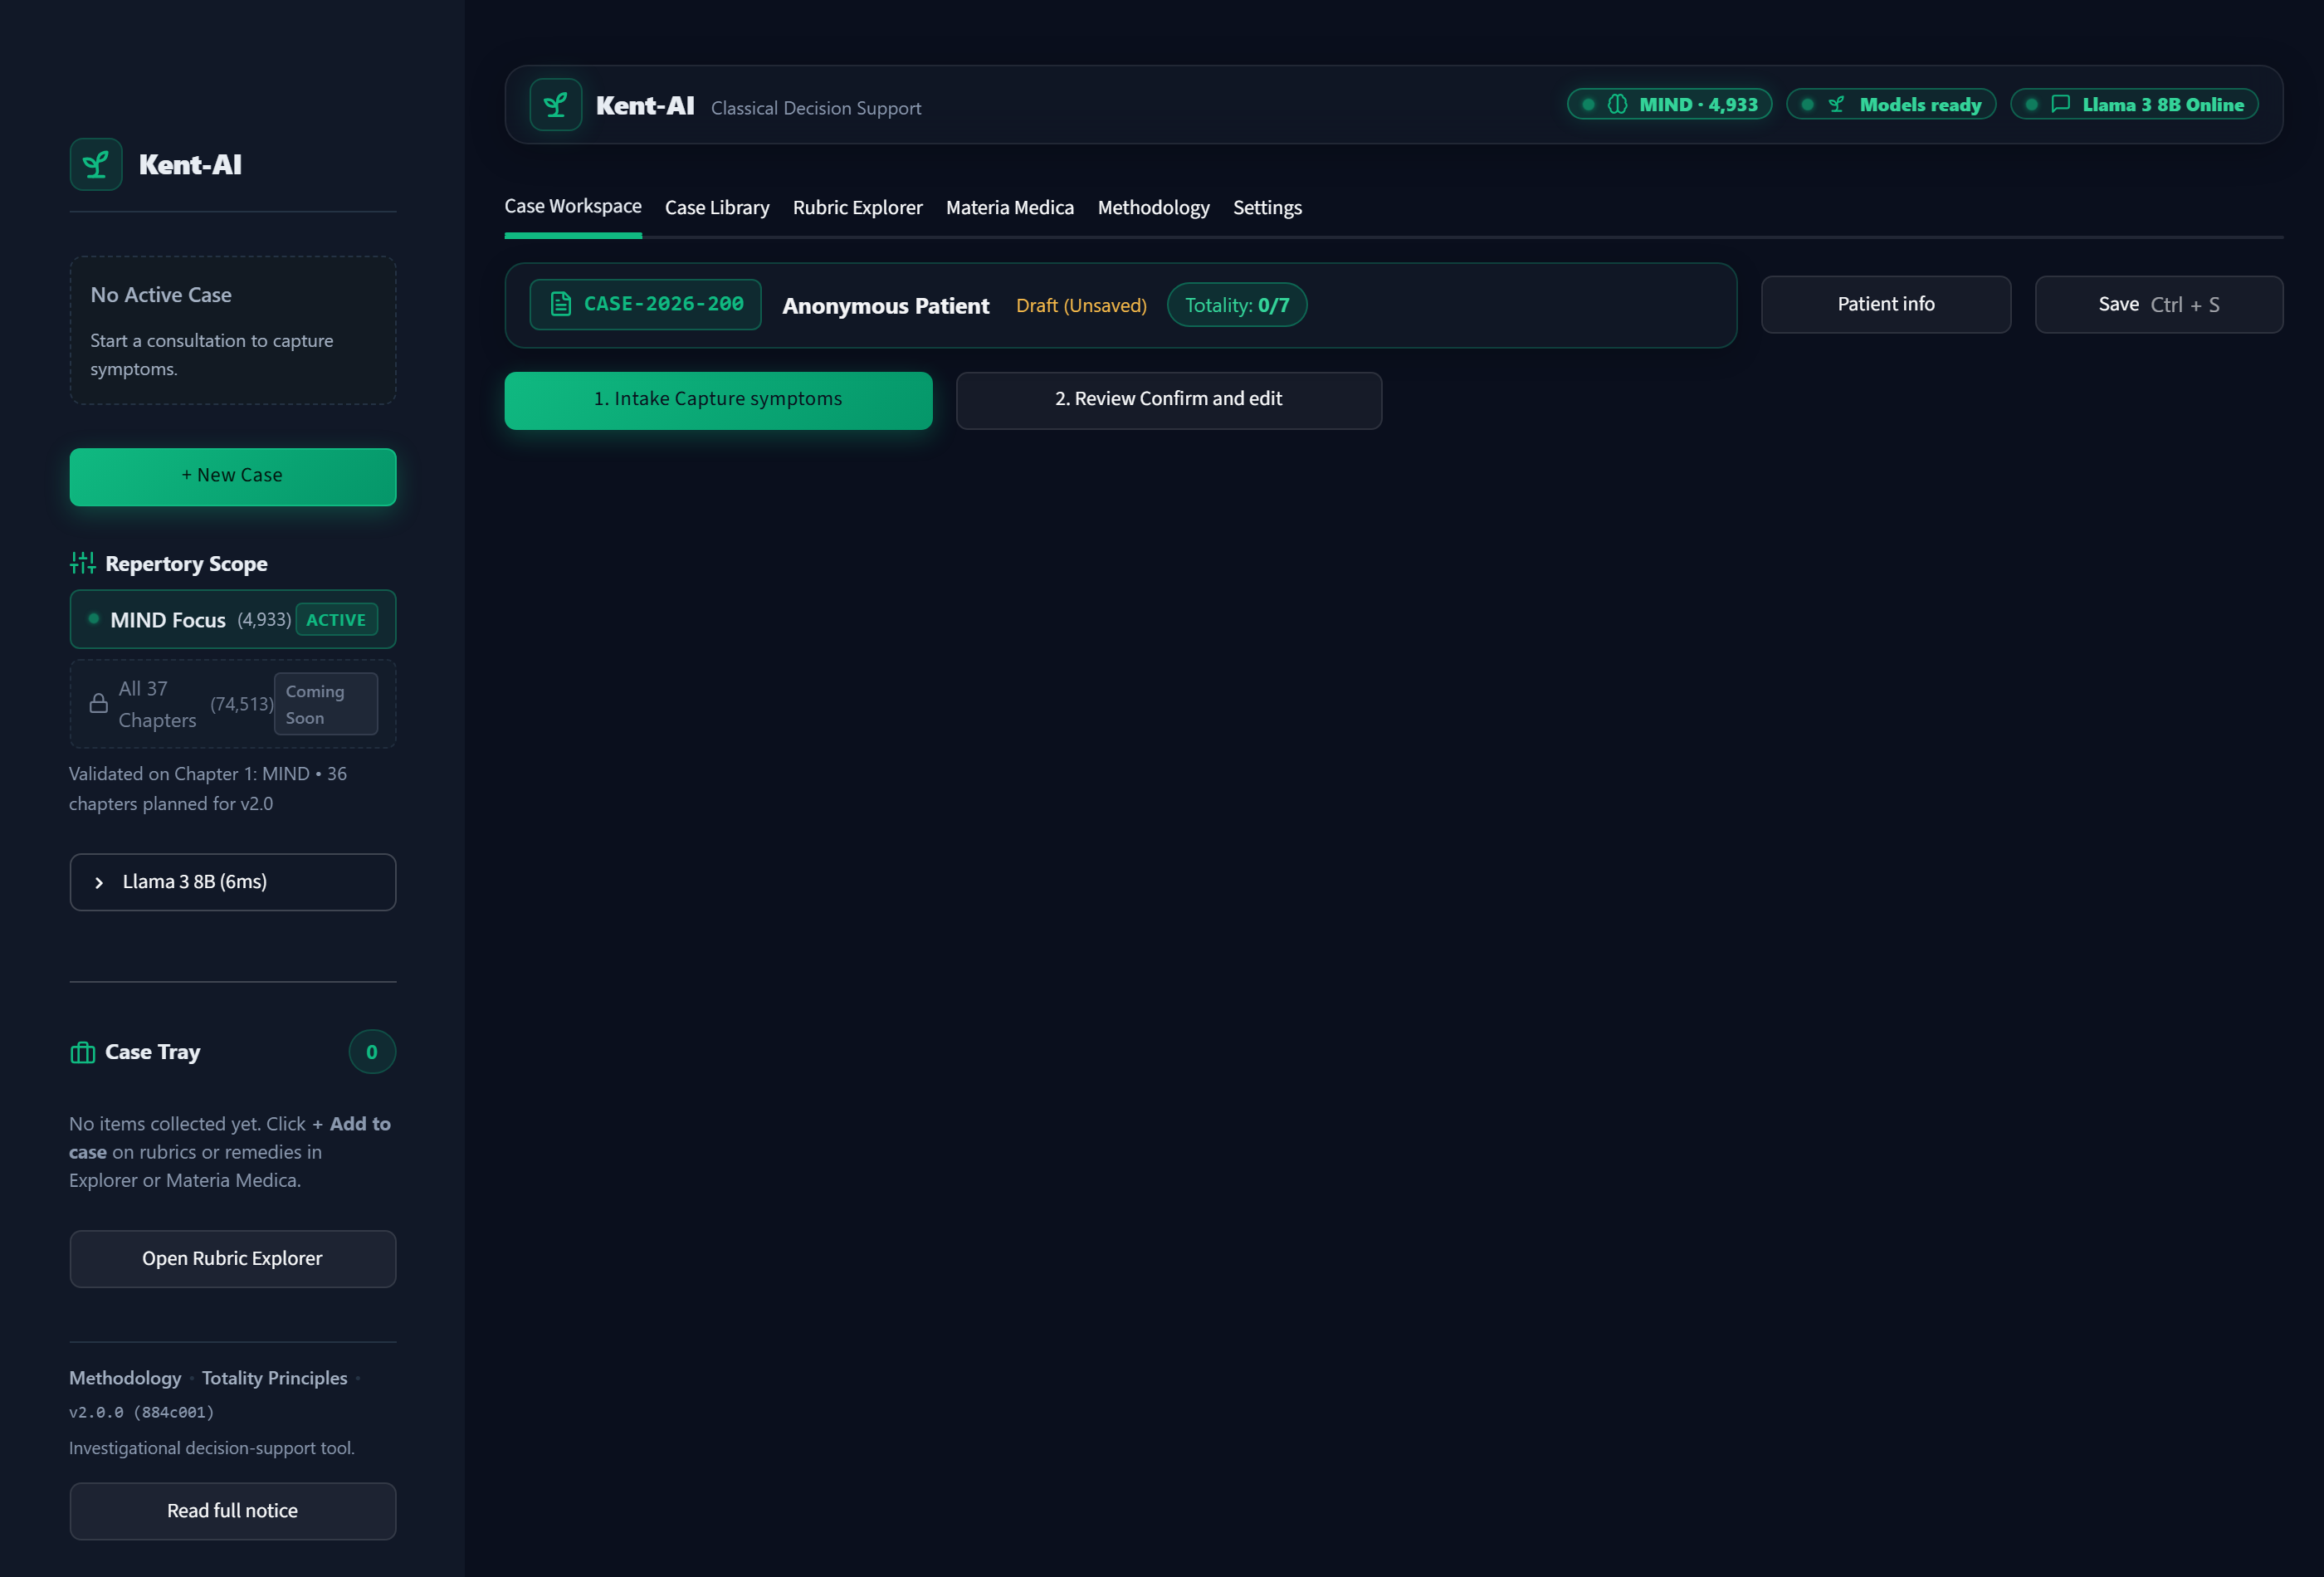 Kent-AI
No Active Case
Start a consultation to capture
symptoms.
+ New Case
Repertory Scope
MIND Focus (4,933) ACTIVE
All 37
Chapters
(74,513)
Coming
Soon
Validated on Chapter 1: MIND • 36
chapters planned for v2.0
Llama 3 8B (6ms)
Case Tray 0
No items collected yet. Click + Add to
case on rubrics or remedies in
Explorer or Materia Medica.
Open Rubric Explorer
Methodology · Totality Principles ·
v2.0.0 (884c001)
Investigational decision-support tool.
Read full notice
Kent-AI Classical Decision Support
MIND · 4,933
Models ready
Llama 3 8B Online
Case Workspace Case Library Rubric Explorer Materia Medica Methodology Settings
CASE-2026-200 Anonymous Patient Draft (Unsaved) Totality: 0/7
Patient info
Save Ctrl + S
1. Intake Capture symptoms
2. Review Confirm and edit